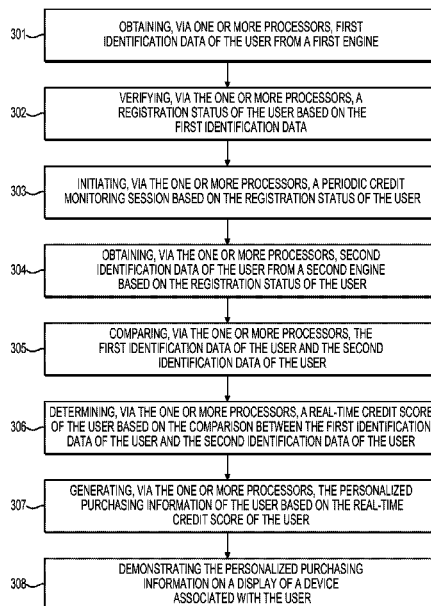 301
OBTAINING, VIA THE ONE OR MORE PROCESSORS, FIRST
IDENTIFICATION DATA OF THE USER FROM A FIRST
ENGINE
302
VERIFYING, VIA THE ONE OR MORE PROCESSORS, A
REGISTRATION STATUS OF THE USER BASED ON THE
FIRST IDENTIFICATION DATA
303
INITIATING, VIA THE ONE OR MORE PROCESSORS, A PERIODIC CREDIT
MONITORING SESSION BASED ON THE REGISTRATION STATUS OF THE USER
304
OBTAINING, VIA THE ONE OR MORE PROCESSORS, SECOND
IDENTIFICATION DATA OF THE USER FROM A SECOND ENGINE
BASED ON THE REGISTRATION STATUS OF THE USER
305
COMPARING, VIA THE ONE OR MORE PROCESSORS, THE
FIRST IDENTIFICATION DATA OF THE USER AND THE SECOND
IDENTIFICATION DATA OF THE USER
306
DETERMINING, VIA THE ONE OR MORE PROCESSORS, A REAL-TIME CREDIT SCORE
OF THE USER BASED ON THE COMPARISON BETWEEN THE FIRST IDENTIFICATION
DATA OF THE USER AND THE SECOND IDENTIFICATION DATA OF THE USER
307
GENERATING, VIA THE ONE OR MORE PROCESSORS, THE PERSONALIZED
PURCHASING INFORMATION OF THE USER BASED ON THE REAL-TIME
CREDIT SCORE OF THE USER
308
DEMONSTRATING THE PERSONALIZED PURCHASING
INFORMATION ON A DISPLAY OF A DEVICE
ASSOCIATED WITH THE USER